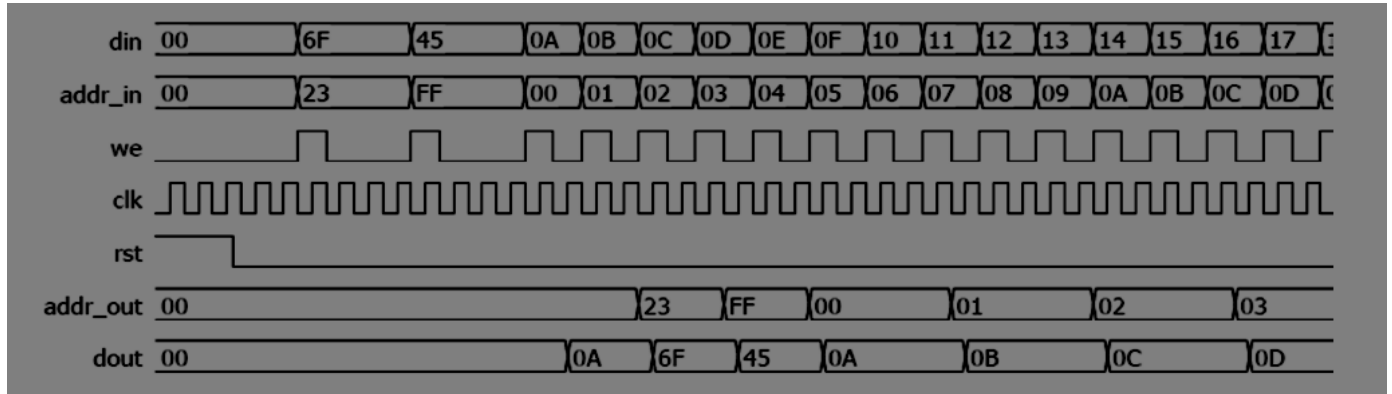 din 00 6F 45 0A 0B 0C 0D 0E 0F 10 11 12 13 14 15 16 17
addr_in 00 23 FF 00 01 02 03 04 05 06 07 08 09 0A 0B 0C 0D
we
clk
rst
addr_out 00 23 FF 00 01 02 03
dout 00 0A 6F 45 0A 0B 0C 0D